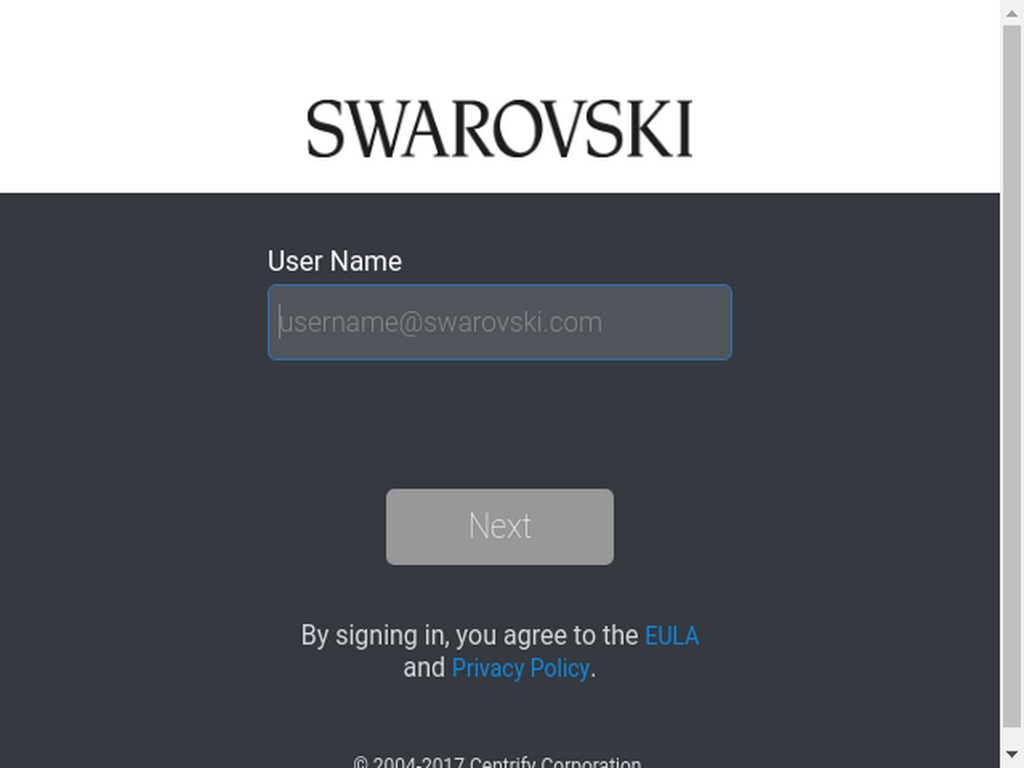 SWAROVSKI
User Name
username@swarovski.com
Next
By signing in, you agree to the EULA
and Privacy Policy.
© 2004-2017 Centrify Corporation